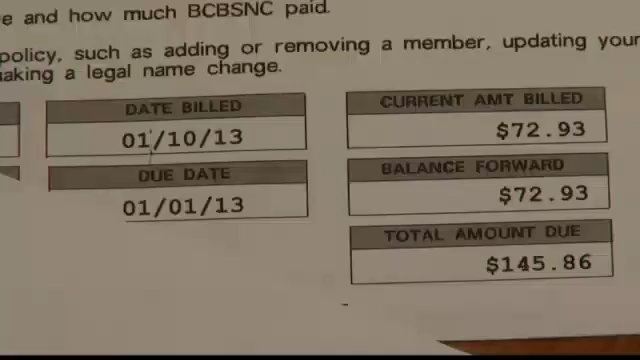 e and how much BCBSNC paid.
policy, such as adding or removing a member, updating your
making a legal name change.
DATE BILLED
01/10/13
DUE DATE
01/01/13
CURRENT AMT BILLED
$72.93
BALANCE FORWARD
$72.93
TOTAL AMOUNT DUE
$145.86